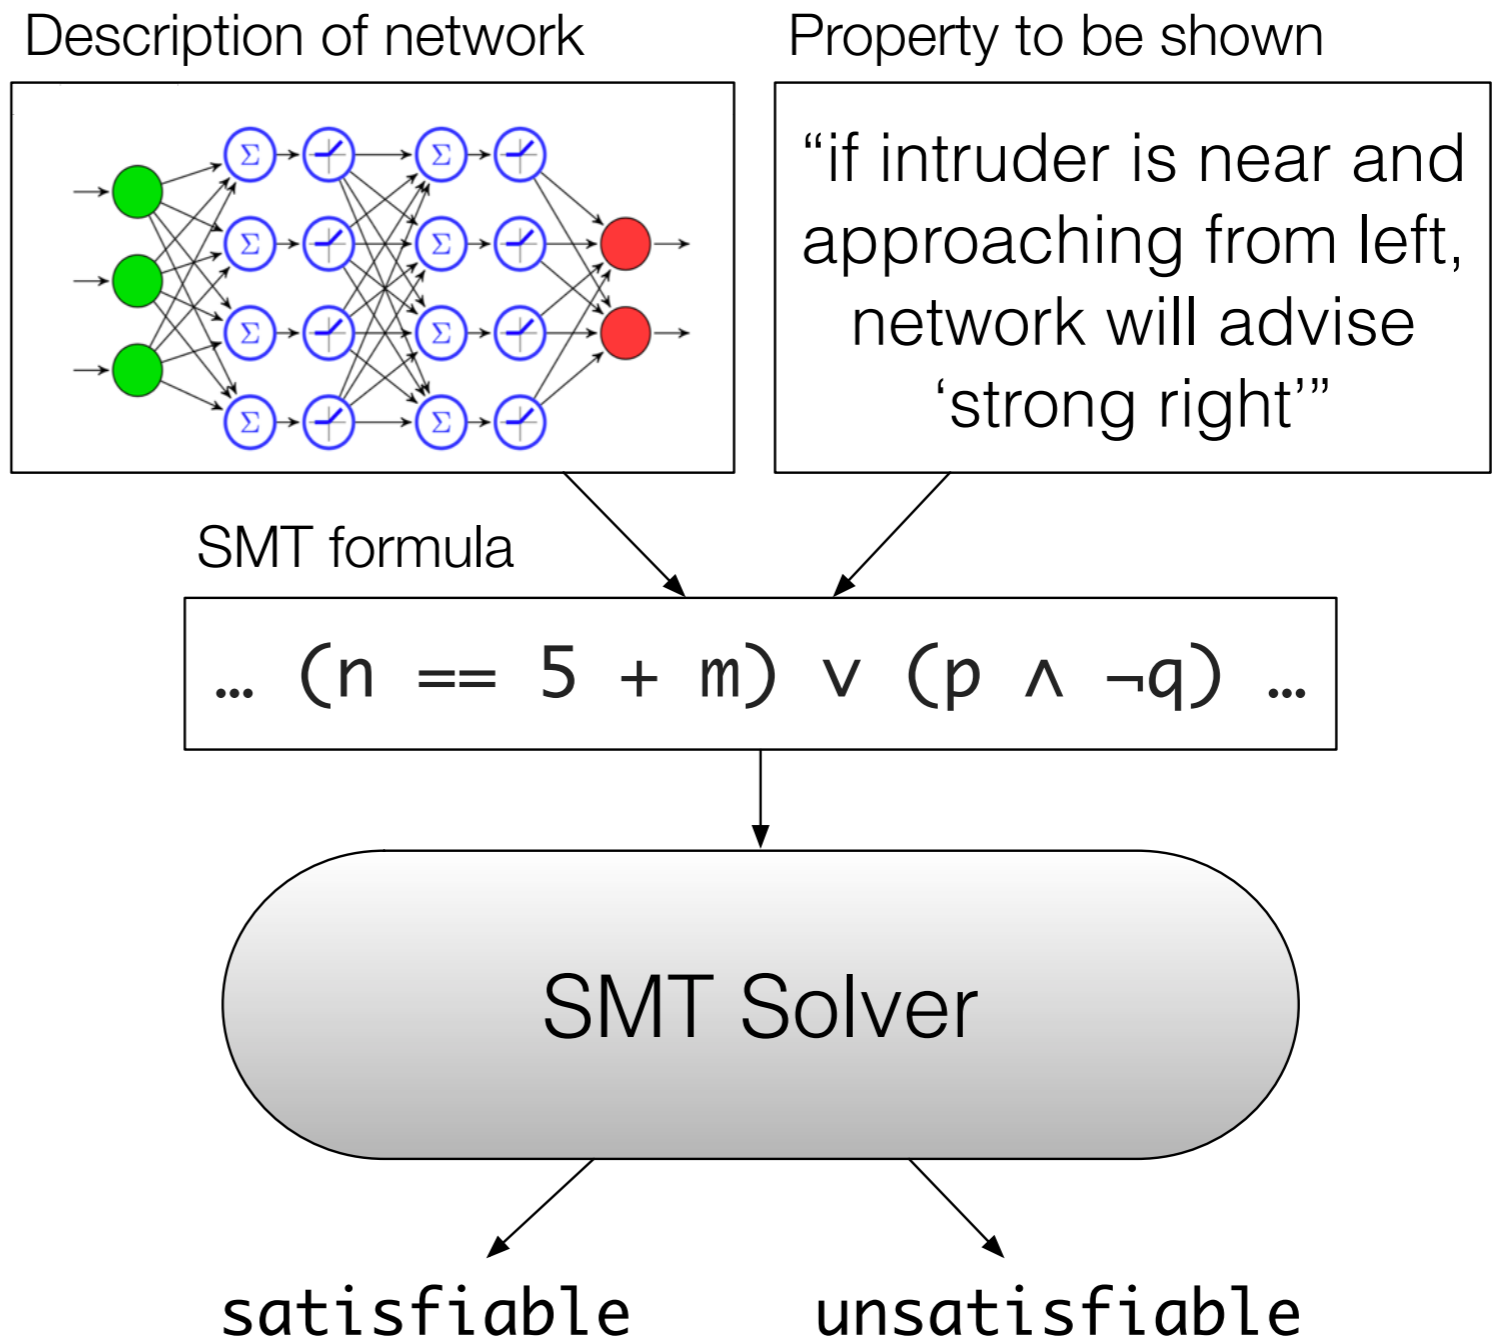 Description of network
Property to be shown
Σ Σ
Σ Σ
Σ Σ
Σ Σ
“if intruder is near and
approaching from left,
network will advise
‘strong right’”
SMT formula
… (n == 5 + m) ∨ (p ∧ ¬q) …
SMT Solver
satisfiable
unsatisfiable